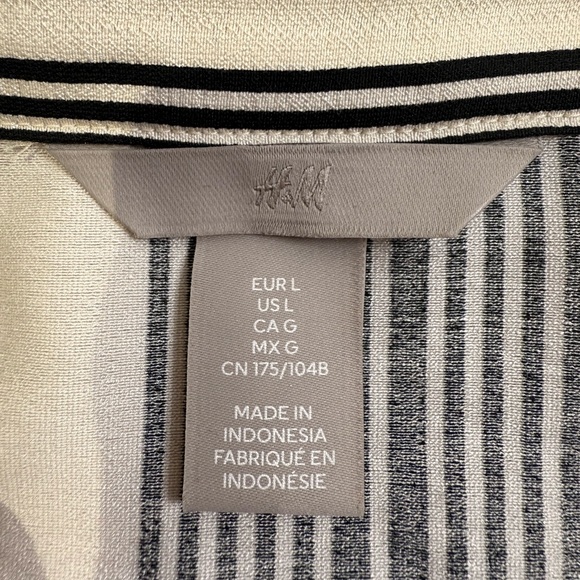 H&M
EUR L
US L
CA G
MX G
CN 175/104B
MADE IN
INDONESIA
FABRIQUÉ EN
INDONÉSIE